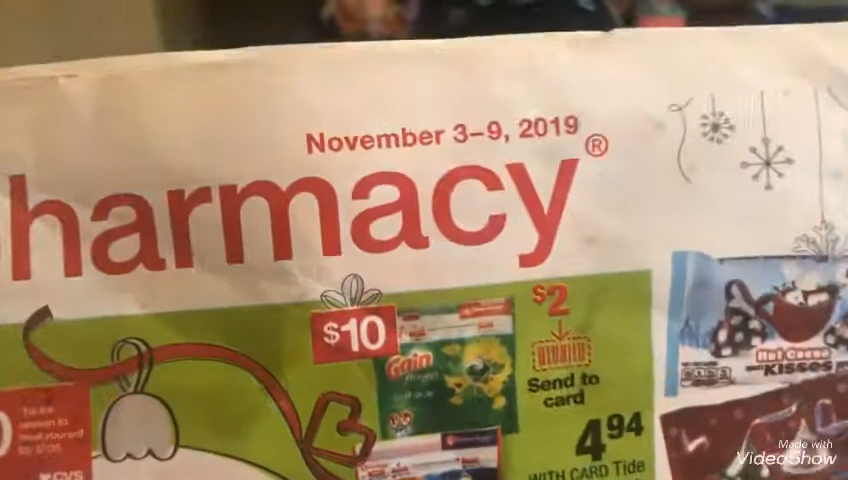 November 3-9, 2019
pharmacy®
$10
Gain
$2
Send to
card
4.94
WITH CARD Tide
Hot Cocoa
KISSES
CVS
Made with
VideoShow